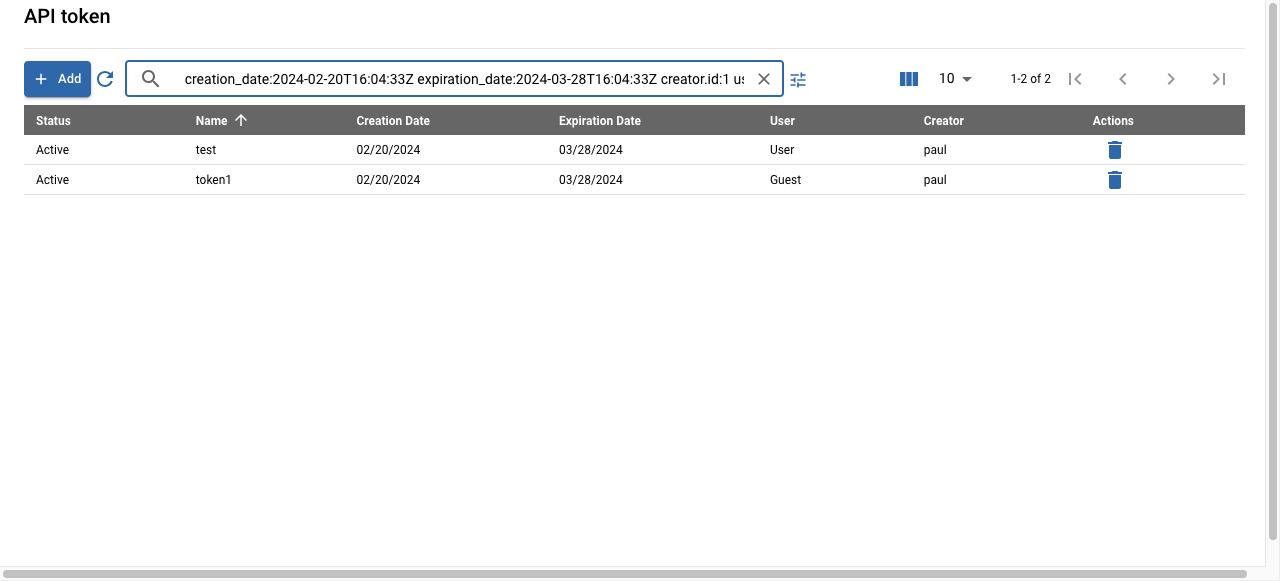 API token
Add
creation_date:2024-02-20T16:04:33Z expiration_date:2024-03-28T16:04:33Z creator.id:1
10
1-2 of 2
Status Name Creation Date Expiration Date User Creator Actions
Active test 02/20/2024 03/28/2024 User paul
Active token1 02/20/2024 03/28/2024 Guest paul